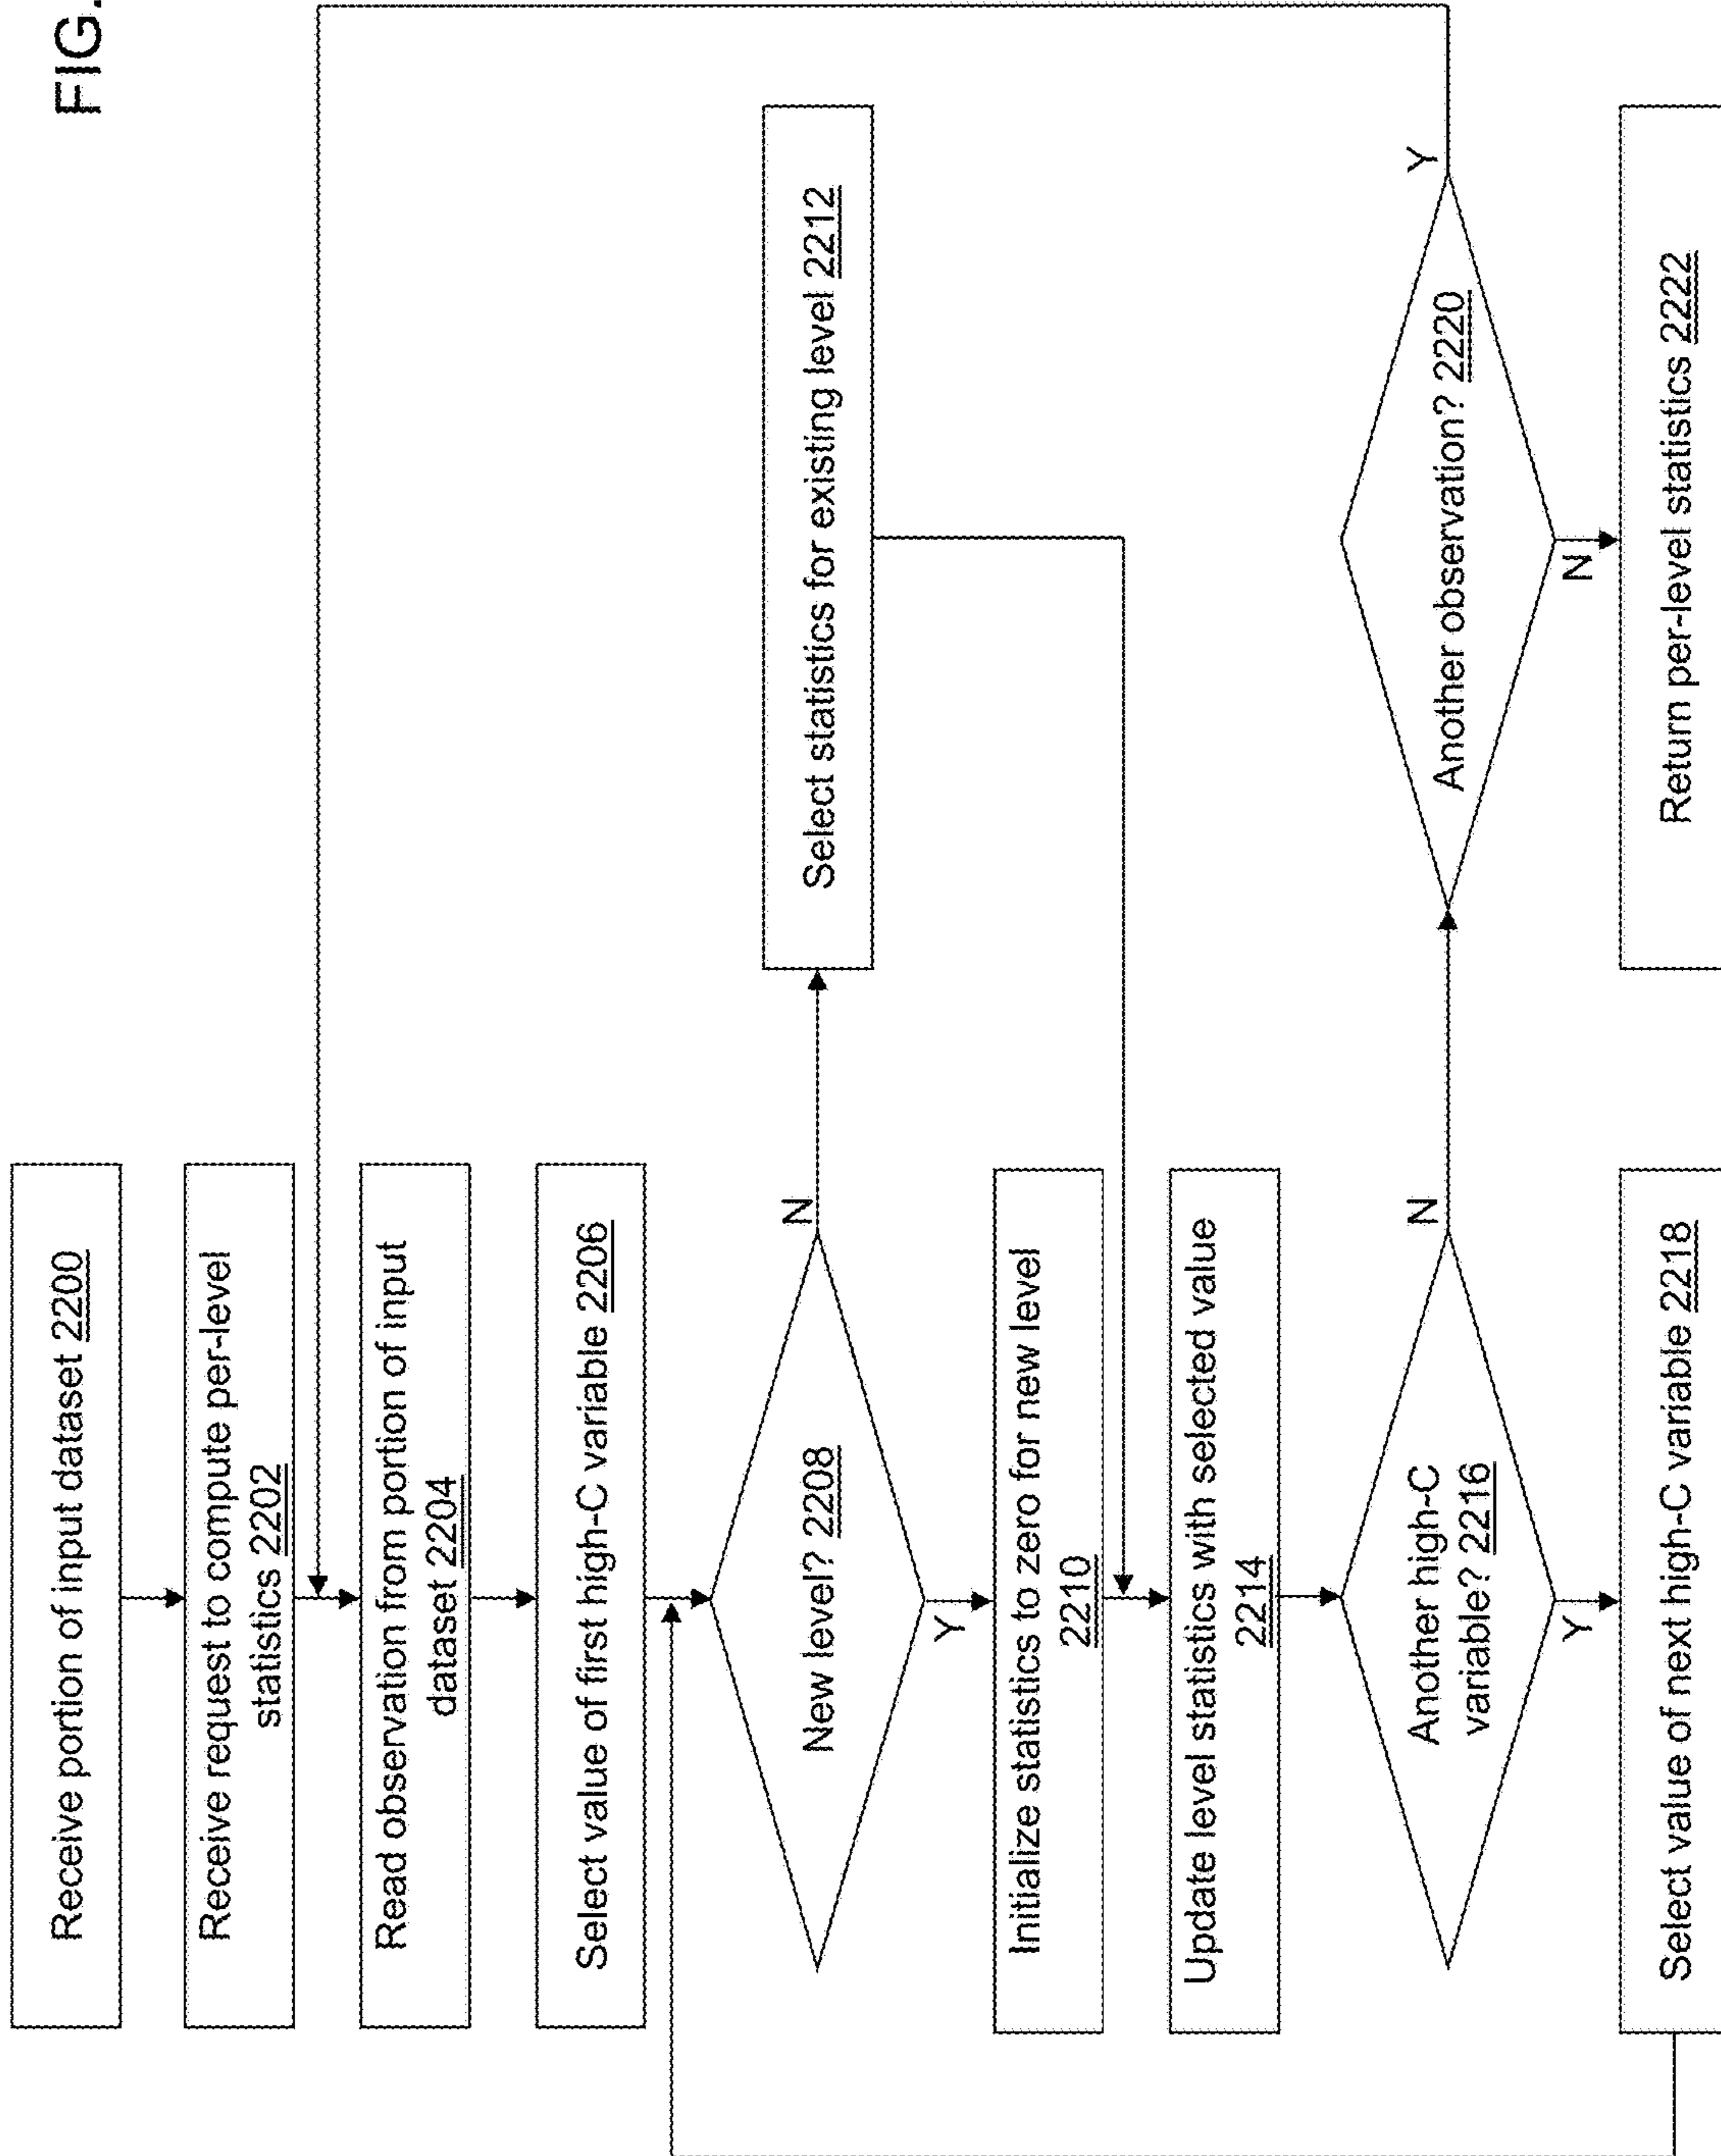 FIG.
Receive portion of input dataset 2200
Receive request to compute per-level
statistics 2202
Read observation from portion of input
dataset 2204
Select value of first high-C variable 2206
New level? 2208
N
Select statistics for existing level 2212
Y
Initialize statistics to zero for new level
2210
Update level statistics with selected value
2214
Another high-C
variable? 2216
N
Another observation? 2220
Y
Y
Select value of next high-C variable 2218
N
Return per-level statistics 2222